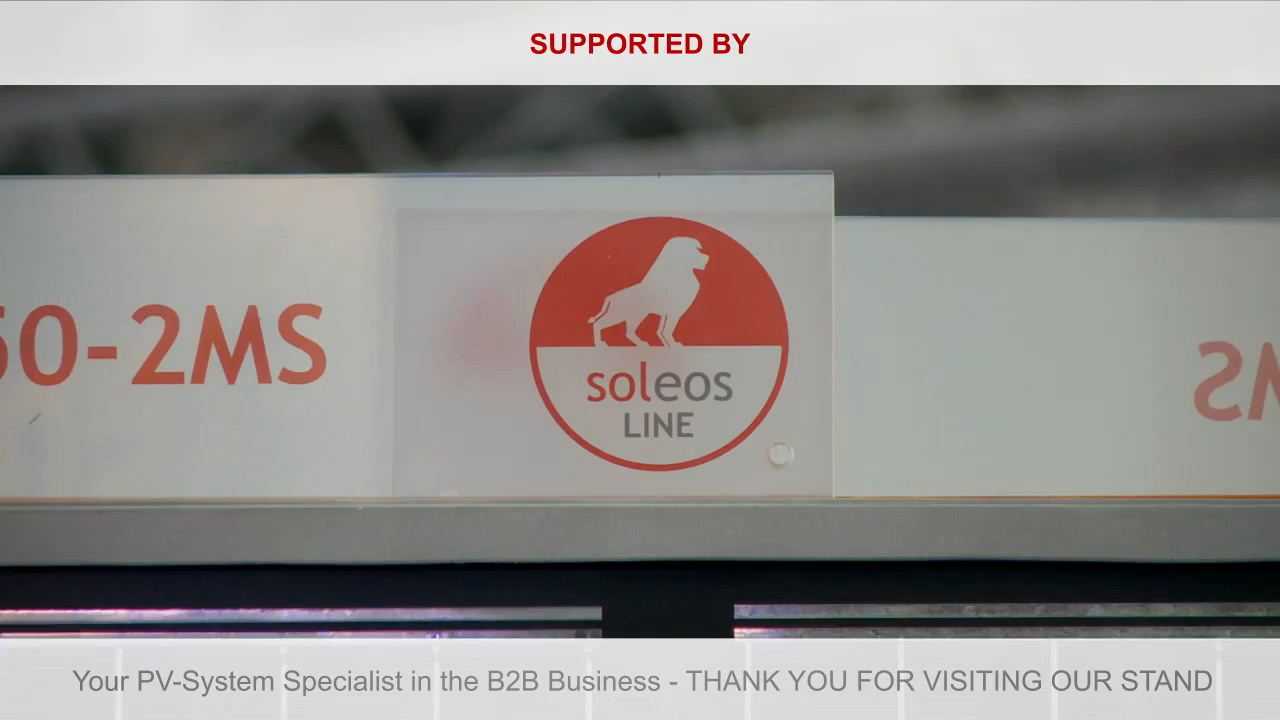 SUPPORTED BY
50-2MS
soleos
LINE
2M
Your PV-System Specialist in the B2B Business - THANK YOU FOR VISITING OUR STAND